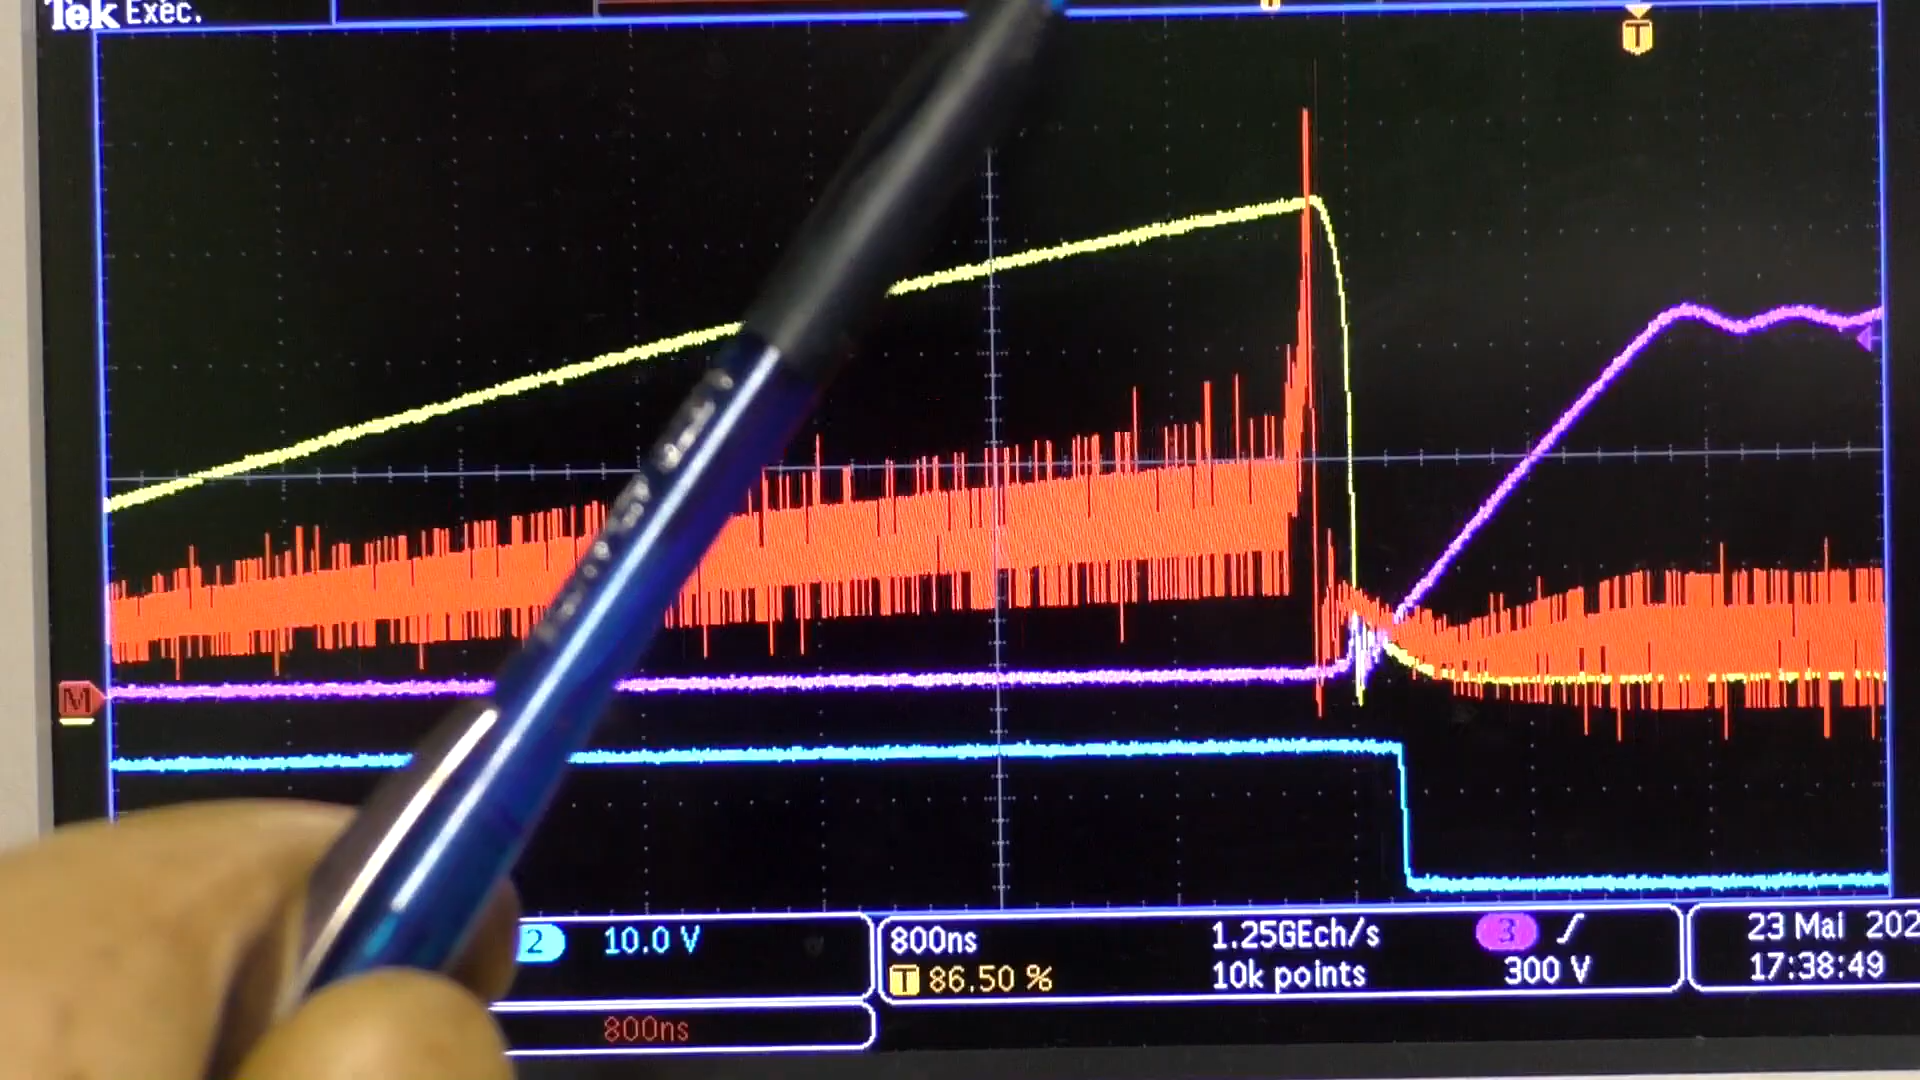 Tek Exec.
T
M
2 10.0 V
800ns
T 86.50 %
1.25GEch/s
10k points
3
300 V
23 Mai 202
17:38:49
800ns